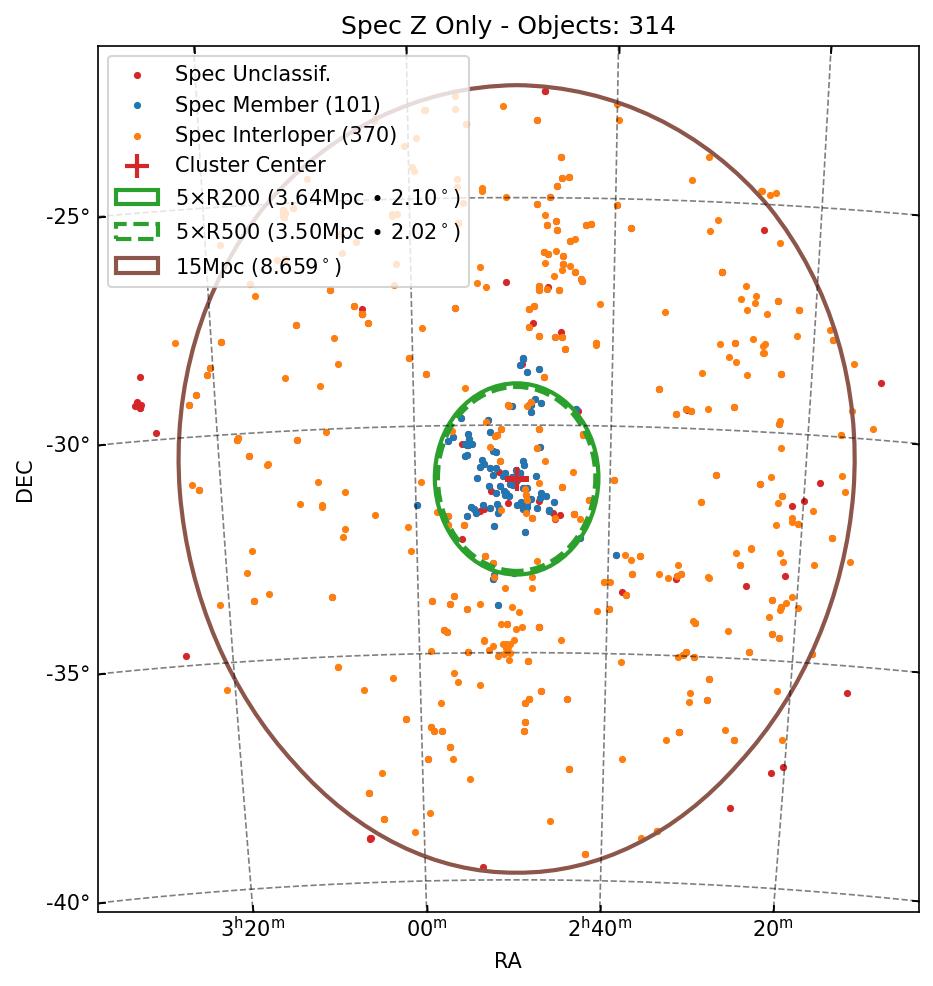 Spec Z Only - Objects: 314
Spec Unclassif.
Spec Member (101)
Spec Interloper (370)
Cluster Center
5×R200 (3.64Mpc • 2.10°)
5×R500 (3.50Mpc • 2.02°)
15Mpc (8.659°)
-25°
-30°
DEC
-35°
-40°
3h20m 00m 2h40m 20m
RA